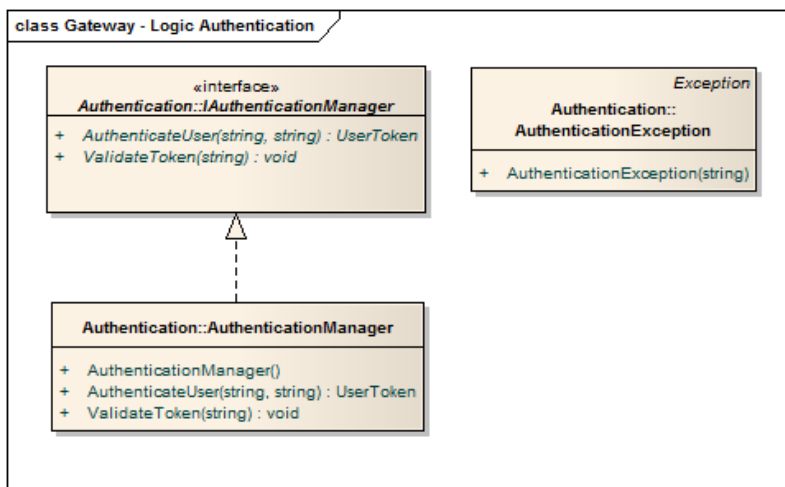 class Gateway - Logic Authentication
«interface»
Authentication::IAuthenticationManager
+ AuthenticateUser(string, string) : UserToken
+ ValidateToken(string) : void
Exception
Authentication::
AuthenticationException
+ AuthenticationException(string)
Authentication::AuthenticationManager
+ AuthenticationManager()
+ AuthenticateUser(string, string) : UserToken
+ ValidateToken(string) : void